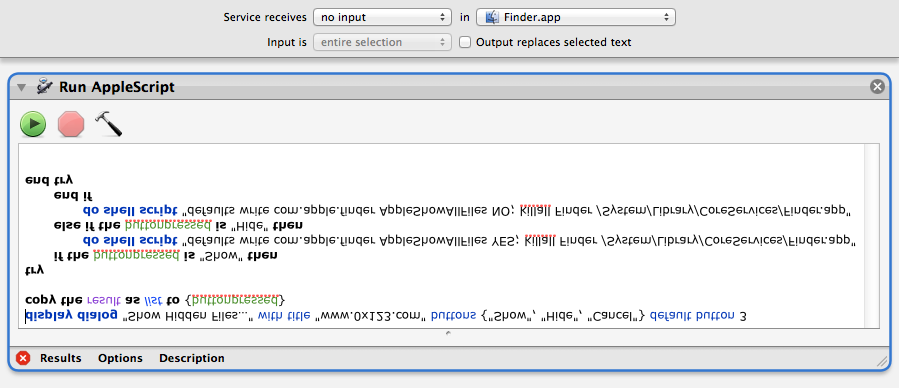 Service receives no input in Finder.app
Input is entire selection Output replaces selected text
Run AppleScript
display dialog "Show Hidden Files..." with title "www.0x123.com" buttons {"Show", "Hide", "Cancel"} default button 3
copy the result as list to {buttonpressed}
try
if the buttonpressed is "Show" then
do shell script "defaults write com.apple.finder AppleShowAllFiles YES; killall Finder /System/Library/CoreServices/Finder.app"
else if the buttonpressed is "Hide" then
do shell script "defaults write com.apple.finder AppleShowAllFiles NO; killall Finder /System/Library/CoreServices/Finder.app"
end if
end try
Results Options Description